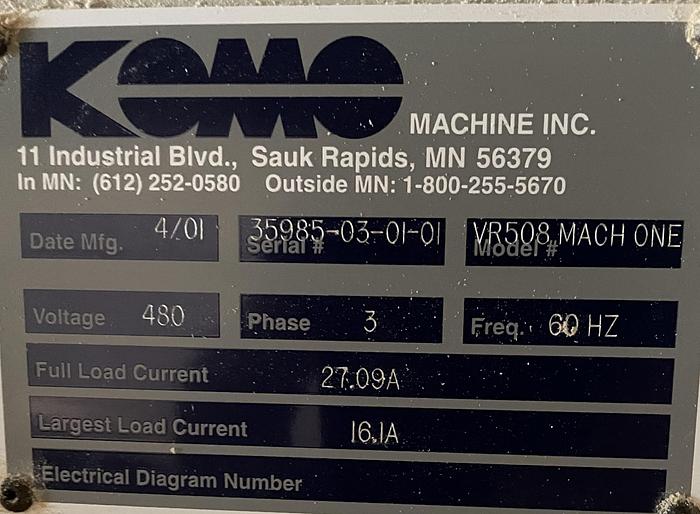 KOMO MACHINE INC.
11 Industrial Blvd., Sauk Rapids, MN 56379
In MN: (612) 252-0580 Outside MN: 1-800-255-5670
Date Mfg. 4/01 Serial # 35985-03-01-01 Model # VR508 MACH ONE
Voltage 480 Phase 3 Freq. 60 HZ
Full Load Current 27.09A
Largest Load Current 16.1A
Electrical Diagram Number